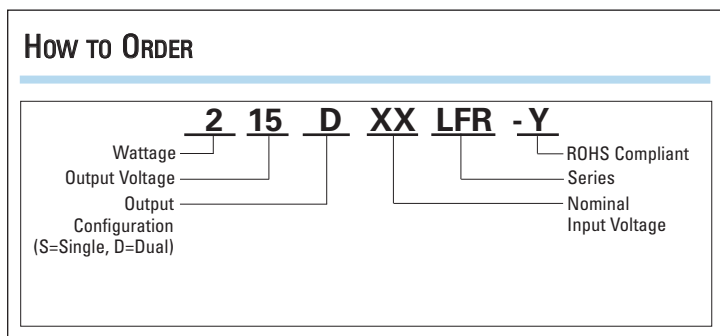 HOW TO ORDER
2 15 D XX LFR - Y
Wattage
Output Voltage
Output
Configuration
(S=Single, D=Dual)
ROHS Compliant
Series
Nominal
Input Voltage